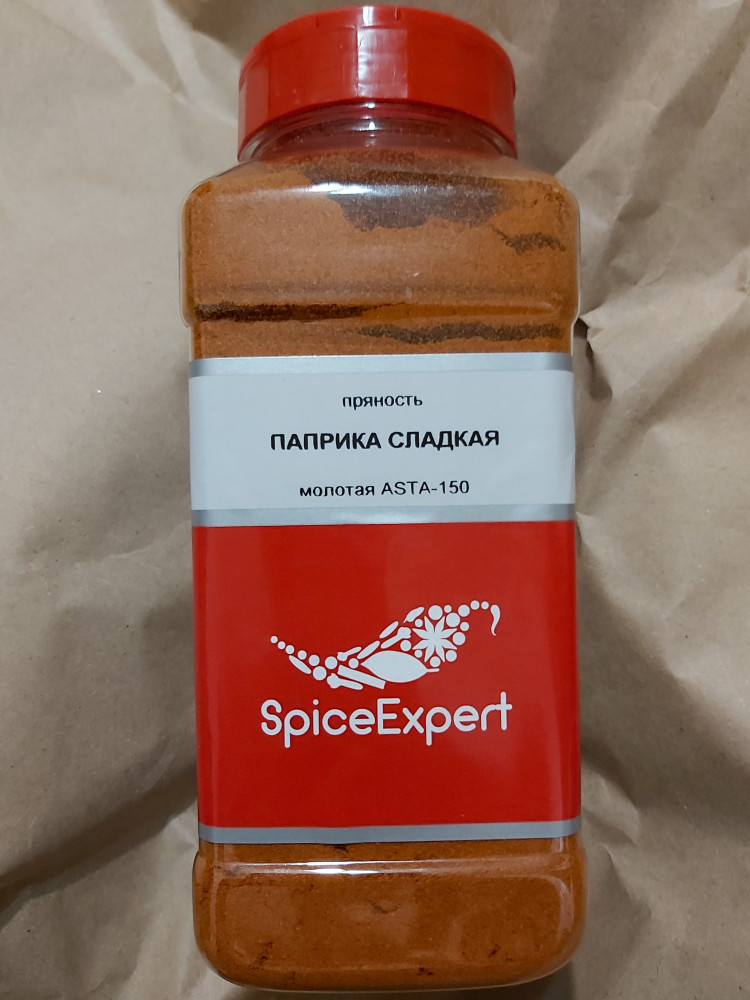 пряность
ПАПРИКА СЛАДКАЯ
молотая ASTA-150
SpiceExpert